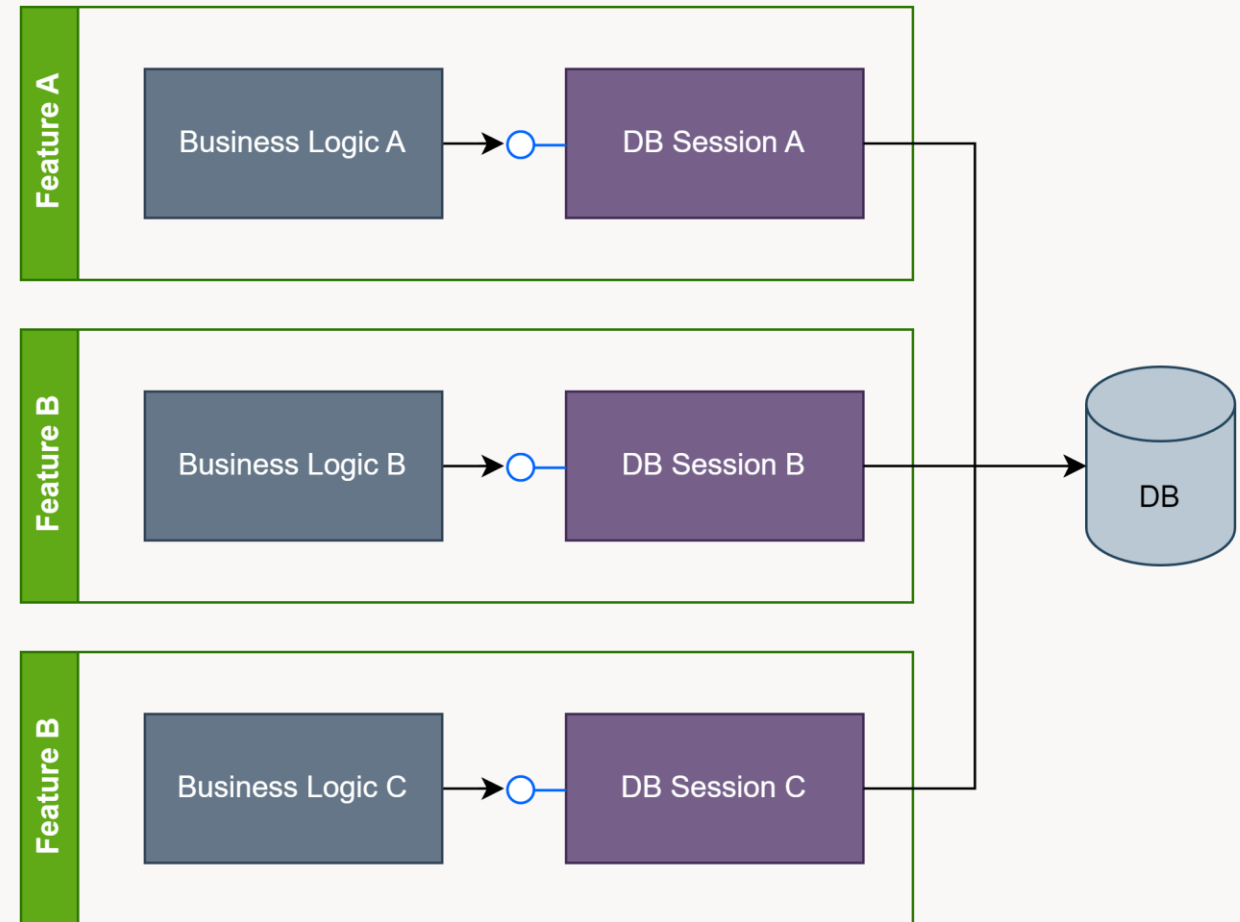 Feature A
Business Logic A
DB Session A
Feature B
Business Logic B
DB Session B
DB
Feature B
Business Logic C
DB Session C